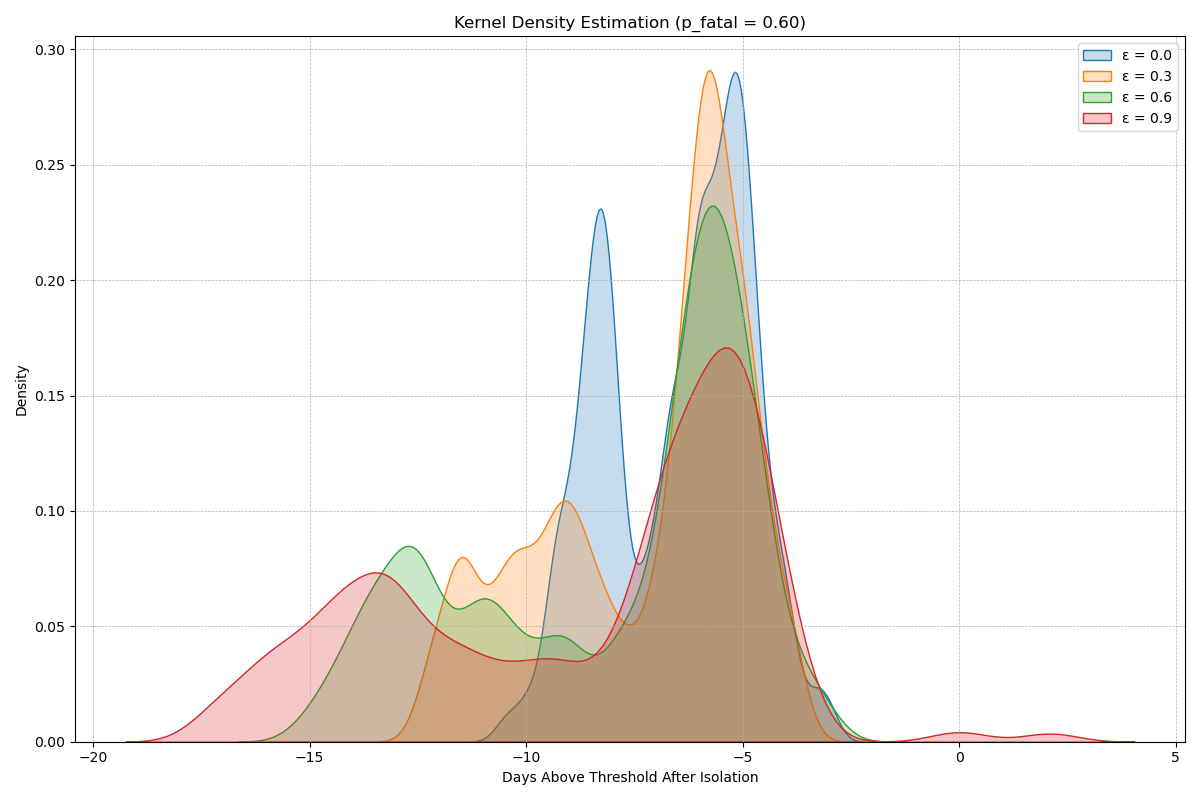 Kernel Density Estimation (p_fatal = 0.60)
0.30
0.25
0.20
0.15
0.10
0.05
0.00
Density
ε = 0.0
ε = 0.3
ε = 0.6
ε = 0.9
−20 −15 −10 −5 0 5
Days Above Threshold After Isolation